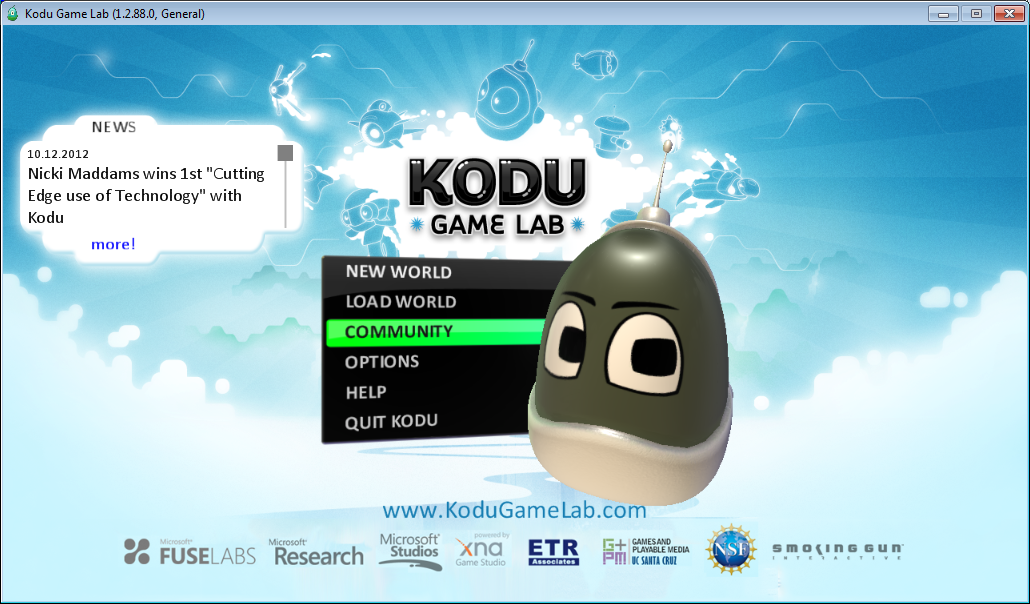 Kodu Game Lab (1.2.88.0, General)
NEWS
10.12.2012
Nicki Maddams wins 1st "Cutting
Edge use of Technology" with
Kodu
more!
KODU
GAME LAB
NEW WORLD
LOAD WORLD
COMMUNITY
OPTIONS
HELP
QUIT KODU
www.KoduGameLab.com
Microsoft®
FUSELABS
Microsoft®
Research
Microsoft®
Studios
powered by
xna
Game Studio
ETR
Associates
G+PM
GAMES AND
PLAYABLE MEDIA
UC SANTA CRUZ
NSF
SMOKING GUN
INTERACTIVE